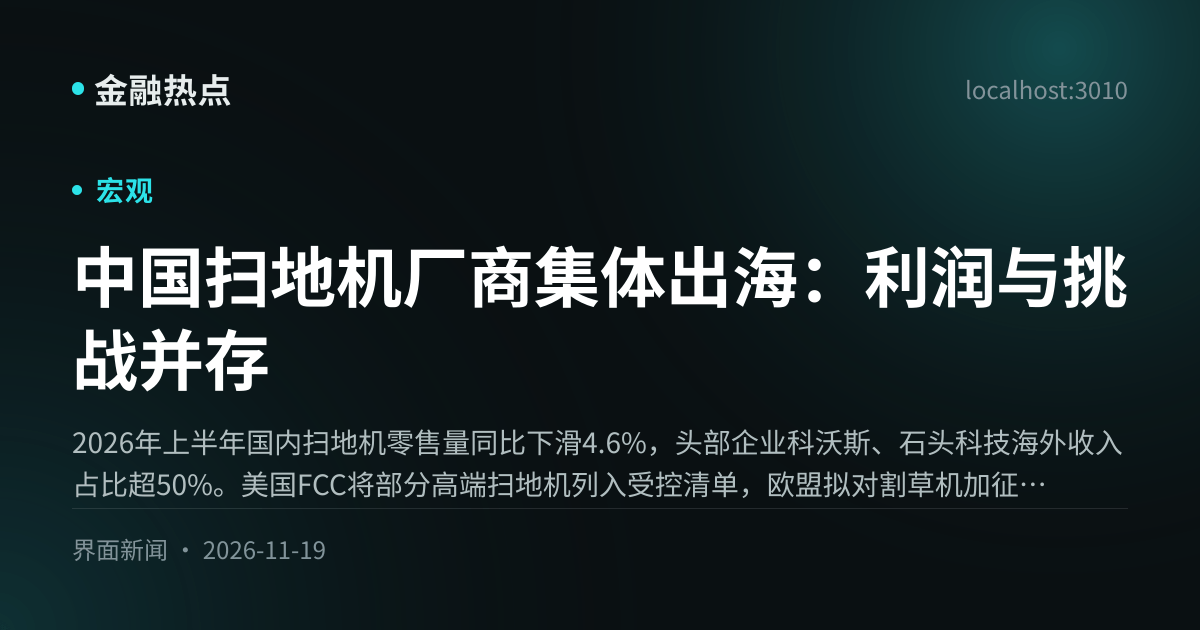 金融热点
localhost:3010
宏观
中国扫地机厂商集体出海：利润与挑
战并存
2026年上半年国内扫地机零售量同比下滑4.6%，头部企业科沃斯、石头科技海外收入
占比超50%。美国FCC将部分高端扫地机列入受控清单，欧盟拟对割草机加征…
界面新闻 • 2026-11-19